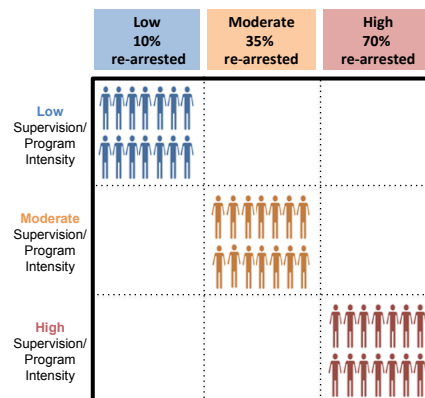 Low
10%
re-arrested
Moderate
35%
re-arrested
High
70%
re-arrested
Low
Supervision/
Program
Intensity
Moderate
Supervision/
Program
Intensity
High
Supervision/
Program
Intensity